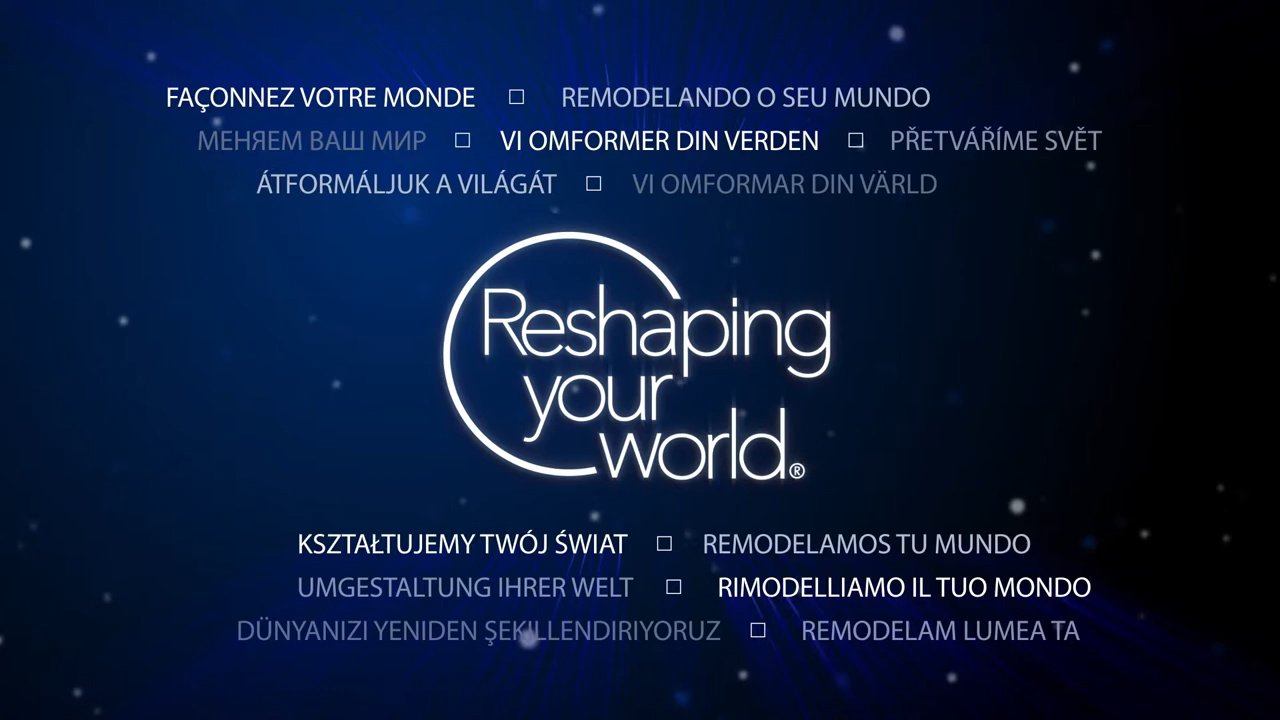 FAÇONNEZ VOTRE MONDE □ REMODELANDO O SEU MUNDO
МЕНЯЕМ ВАШ МИР □ VI OMFORMER DIN VERDEN □ PŘETVÁŘÍME SVĚT
ÁTFORMÁLJUK A VILÁGÁT □ VI OMFORMAR DIN VÄRLD
Reshaping
your
world®
KSZTAŁTUJEMY TWÓJ ŚWIAT □ REMODELAMOS TU MUNDO
UMGESTALTUNG IHRER WELT □ RIMODELLIAMO IL TUO MONDO
DÜNYANIZI YENIDEN ŞEKILLENDIRIYORUZ □ REMODELAM LUMEA TA